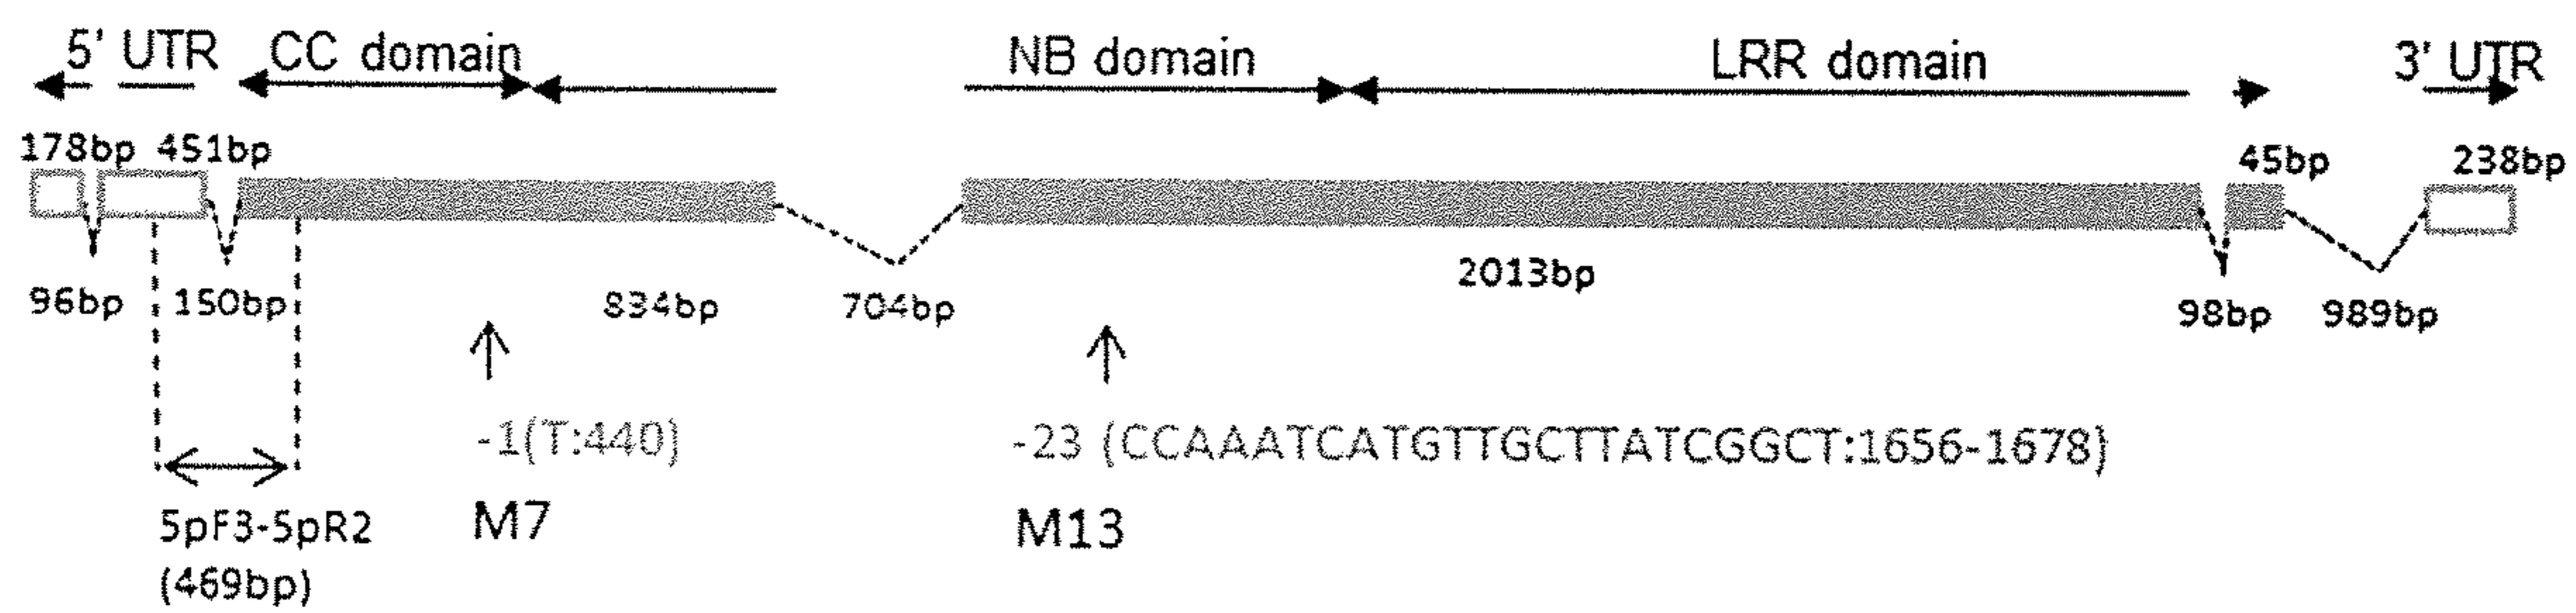 5' UTR CC domain NB domain LRR domain 3' UTR
178bp 451bp 45bp 238bp
96bp 150bp 834bp 704bp 2013bp 98bp 989bp
-1(T:440) -23 (CCAAATCATGTTGCTTATCGGCT:1656-1678)
5pF3-5pR2 M7 M13
(469bp)